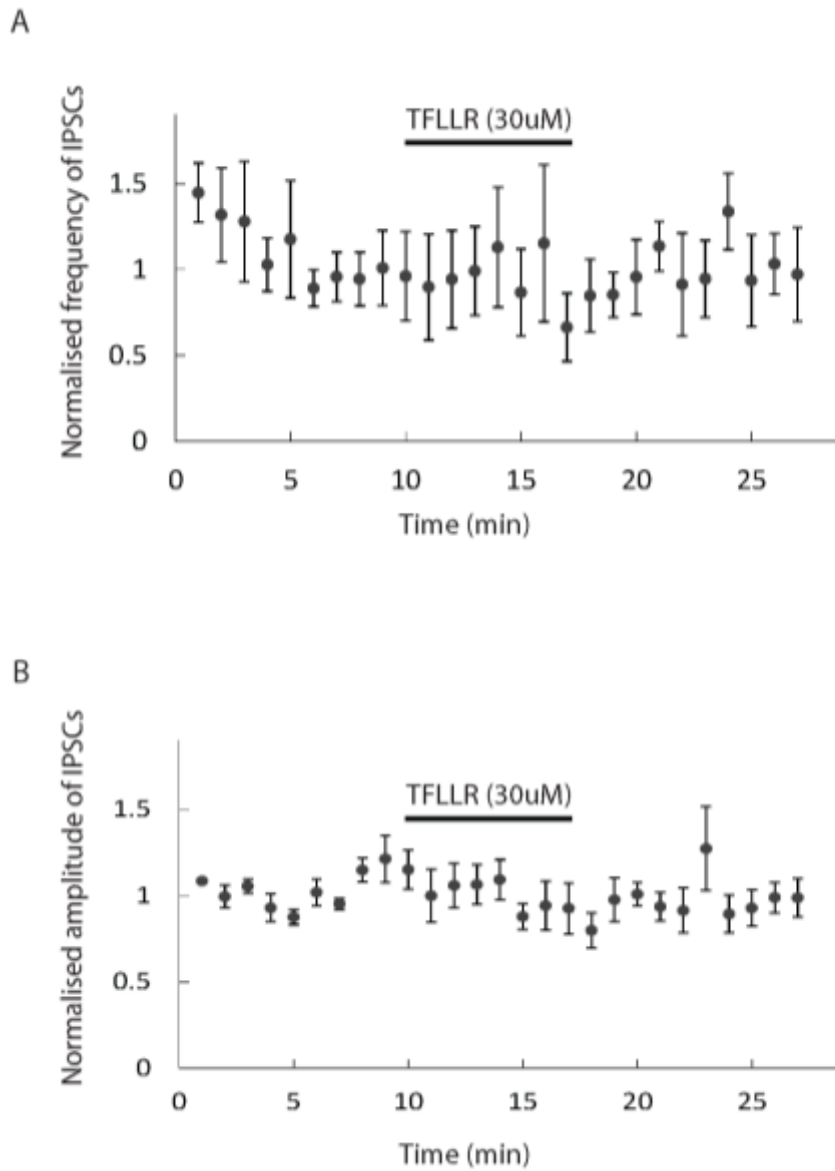 A
Normalised frequency of IPSCs
TFLLR (30uM)
1.5
1
0.5
0
0 5 10 15 20 25
Time (min)
B
Normalised amplitude of IPSCs
TFLLR (30uM)
1.5
1
0.5
0
0 5 10 15 20 25
Time (min)